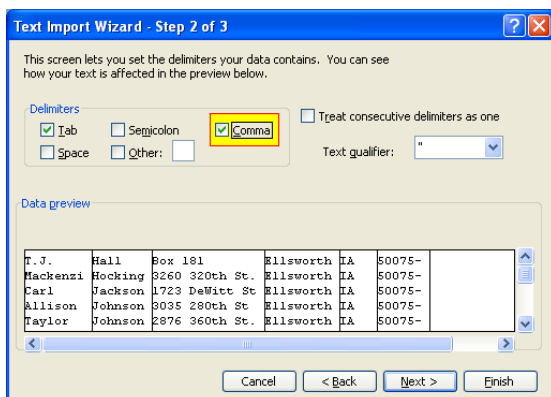 Text Import Wizard - Step 2 of 3
This screen lets you set the delimiters your data contains. You can see
how your text is affected in the preview below.
Delimiters
Tab Semicolon Comma Treat consecutive delimiters as one
Space Other: Text qualifier: "
Data preview
T.J. Hall Box 181 Ellsworth IA 50075-
Mackenzi Hocking 3260 320th St. Ellsworth IA 50075-
Carl Jackson 1723 DeWitt St Ellsworth IA 50075-
Allison Johnson 3035 280th St Ellsworth IA 50075-
Taylor Johnson 2876 360th St. Ellsworth IA 50075-
Cancel < Back Next > Finish